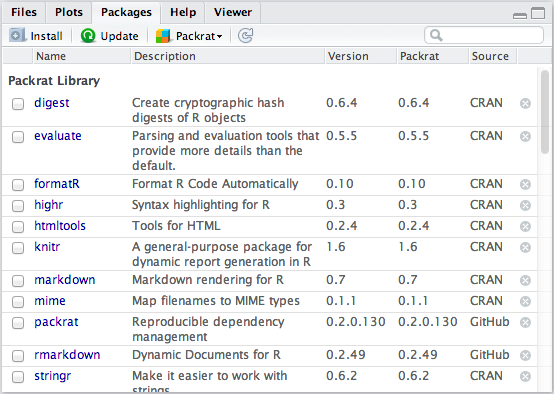 Files Plots Packages Help Viewer
Install Update Packrat
Name Description Version Packrat Source
Packrat Library
digest Create cryptographic hash 0.6.4 0.6.4 CRAN
digests of R objects
evaluate Parsing and evaluation tools that 0.5.5 0.5.5 CRAN
provide more details than the
default.
formatR Format R Code Automatically 0.10 0.10 CRAN
highr Syntax highlighting for R 0.3 0.3 CRAN
htmltools Tools for HTML 0.2.4 0.2.4 CRAN
knitr A general-purpose package for 1.6 1.6 CRAN
dynamic report generation in R
markdown Markdown rendering for R 0.7 0.7 CRAN
mime Map filenames to MIME types 0.1.1 0.1.1 CRAN
packrat Reproducible dependency 0.2.0.130 0.2.0.130 GitHub
management
rmarkdown Dynamic Documents for R 0.2.49 0.2.49 GitHub
stringr Make it easier to work with 0.6.2 0.6.2 CRAN
strings